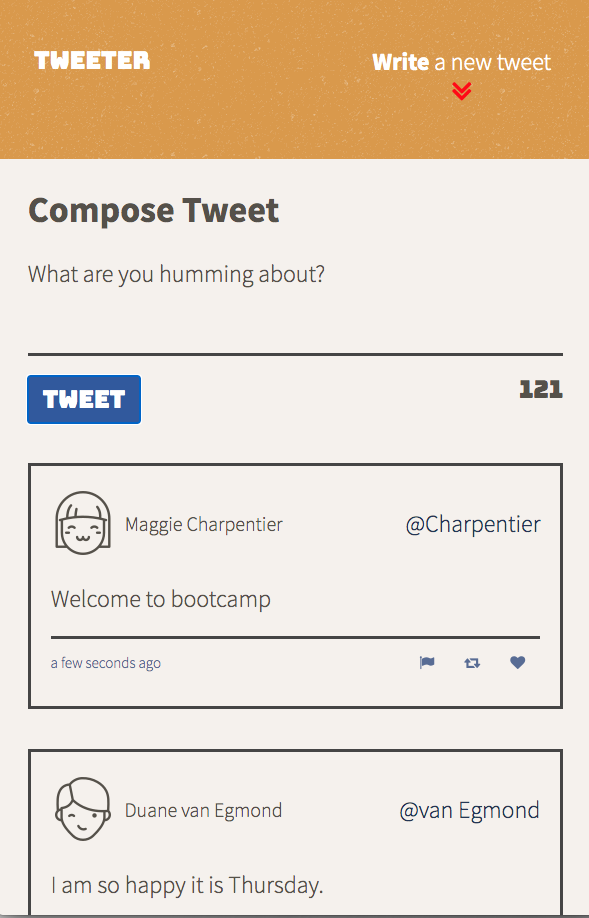 TWEETER
Write a new tweet
Compose Tweet
What are you humming about?
TWEET
121
Maggie Charpentier
@Charpentier
Welcome to bootcamp
a few seconds ago
Duane van Egmond
@van Egmond
I am so happy it is Thursday.